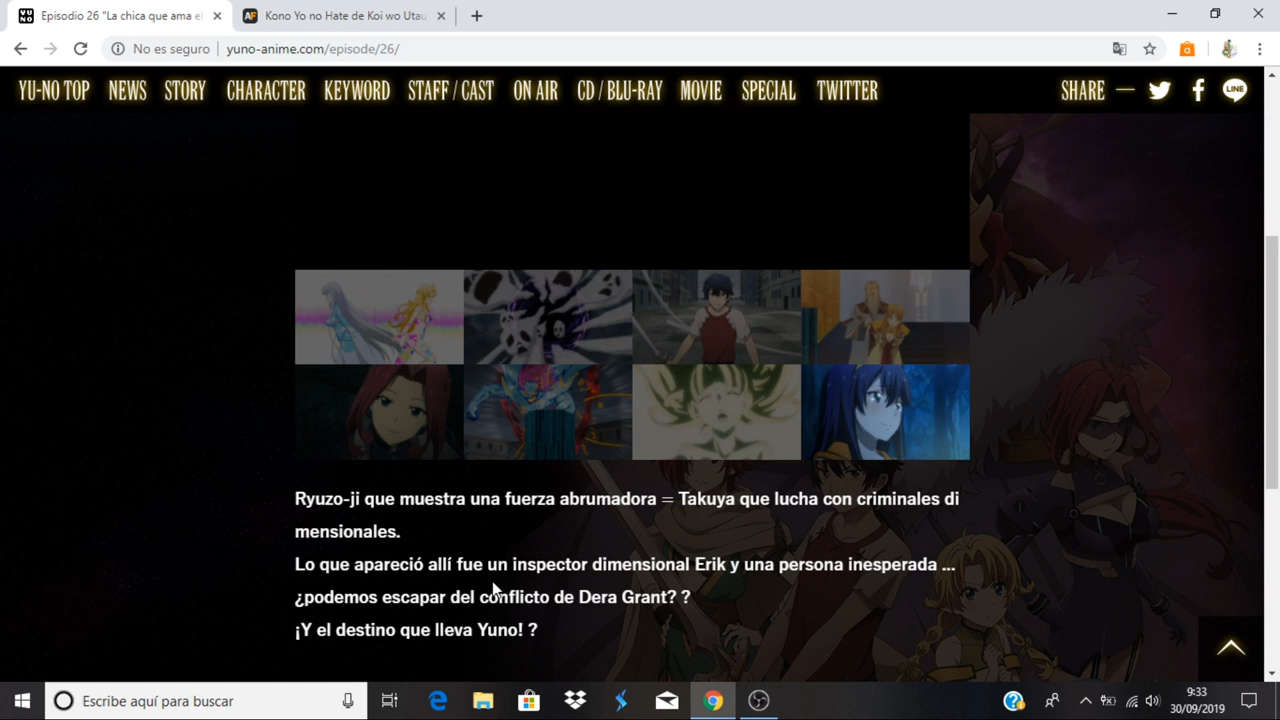 Episodio 26 "La chica que ama el
Kono Yo no Hate de Koi wo Utau
No es seguro
yuno-anime.com/episode/26/
YU-NO TOP NEWS STORY CHARACTER KEYWORD STAFF / CAST ON AIR CD / BLU-RAY MOVIE SPECIAL TWITTER SHARE
LINE
Ryuzo-ji que muestra una fuerza abrumadora = Takuya que lucha con criminales di
mensionales.
Lo que apareció allí fue un inspector dimensional Erik y una persona inesperada ...
¿podemos escapar del conflicto de Dera Grant? ?
¡Y el destino que lleva Yuno! ?
Escribe aquí para buscar
9:33
30/09/2019